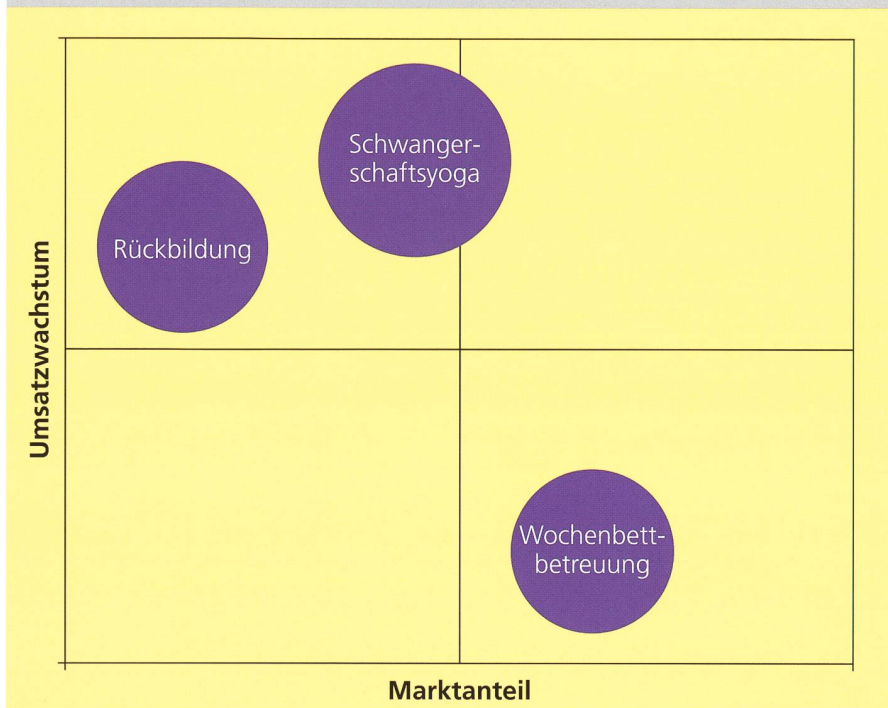 Schwanger-
schaftsyoga
Rückbildung
Umsatzwachstum
Wochenbett-
betreuung
Marktanteil